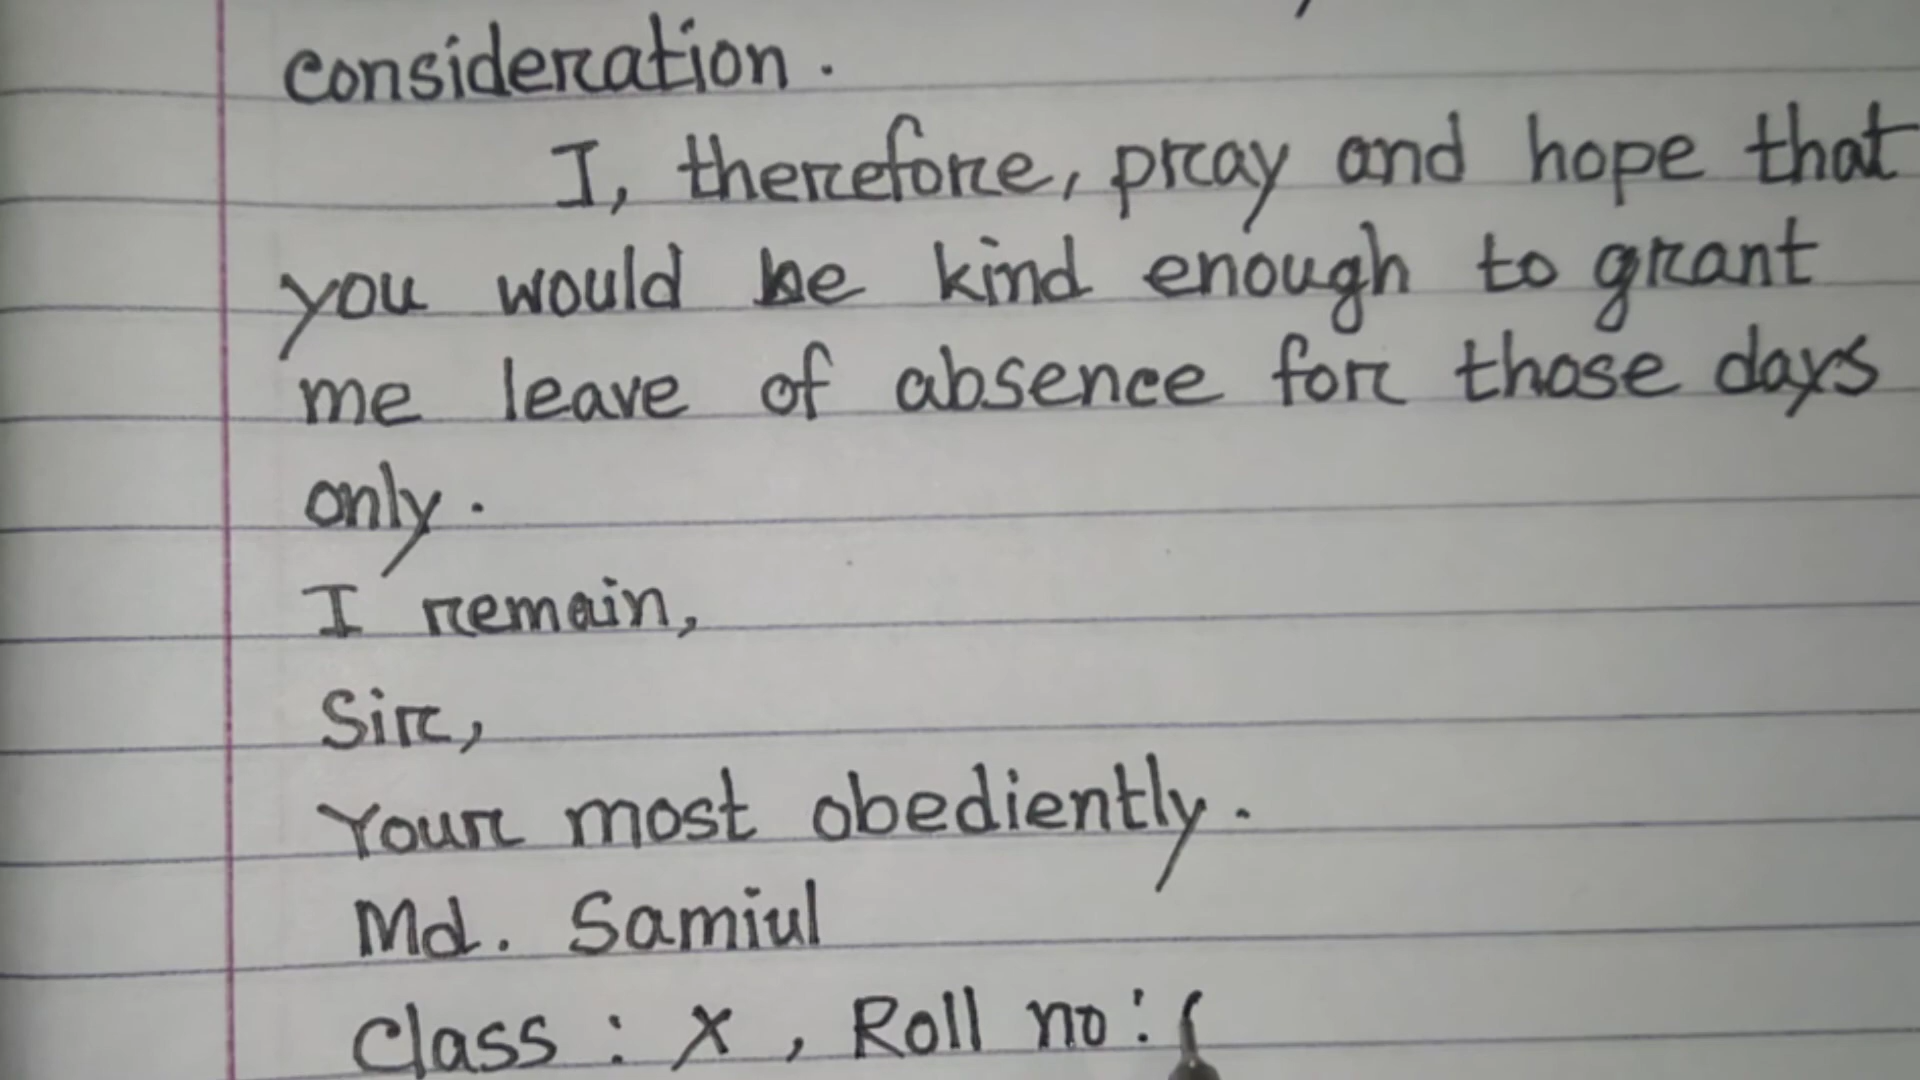 consideration.
I, therefore, pray and hope that
you would be kind enough to grant
me leave of absence for those days
only.
I remain,
Sir,
Your most obediently.
Md. Samiul
Class : X, Roll no: